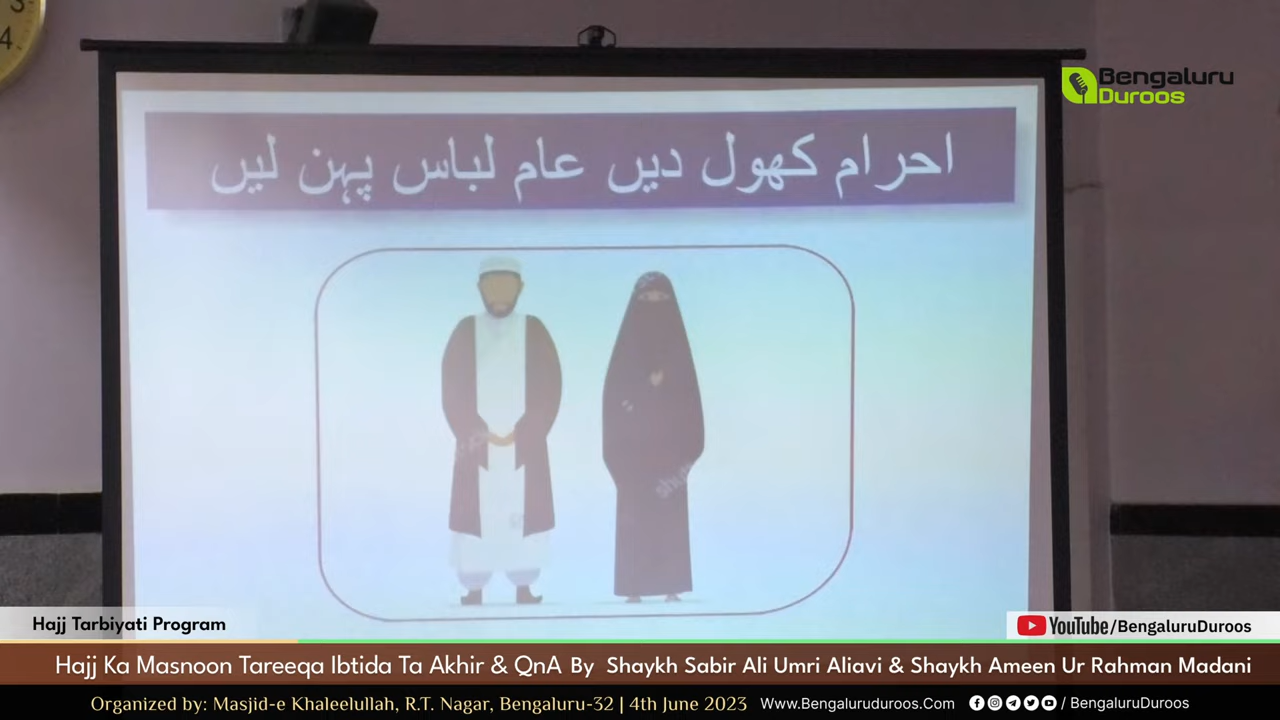 3
4
Bengaluru
Duroos
احرام کھول دیں عام لباس پہن لیں
Hajj Tarbiyati Program
YouTube/BengaluruDuroos
Hajj Ka Masnoon Tareeqa Ibtida Ta Akhir & QnA By Shaykh Sabir Ali Umri Aliavi & Shaykh Ameen Ur Rahman Madani
Organized by: Masjid-e Khaleelullah, R.T. Nagar, Bengaluru-32 | 4th June 2023 Www.Bengaluruduroos.Com / BengaluruDuroos